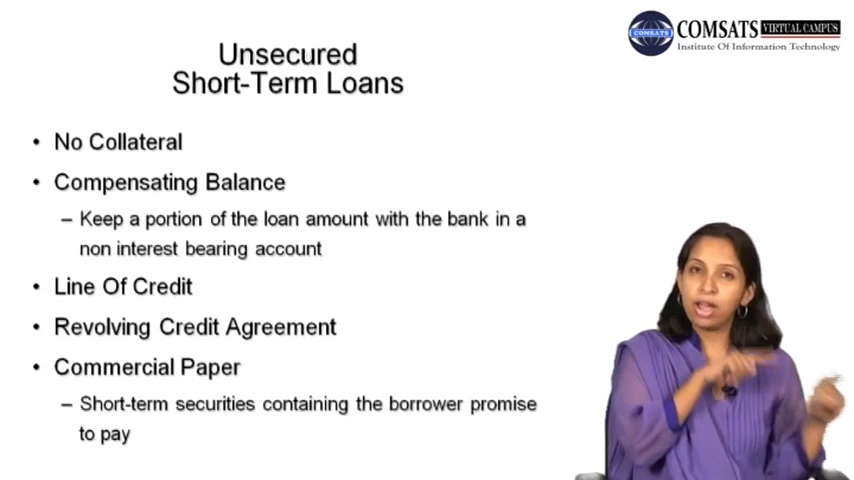 COMSATS VIRTUAL CAMPUS
COMSATS
Institute Of Information Technology
Unsecured
Short-Term Loans
• No Collateral
• Compensating Balance
– Keep a portion of the loan amount with the bank in a
non interest bearing account
• Line Of Credit
• Revolving Credit Agreement
• Commercial Paper
– Short-term securities containing the borrower promise
to pay